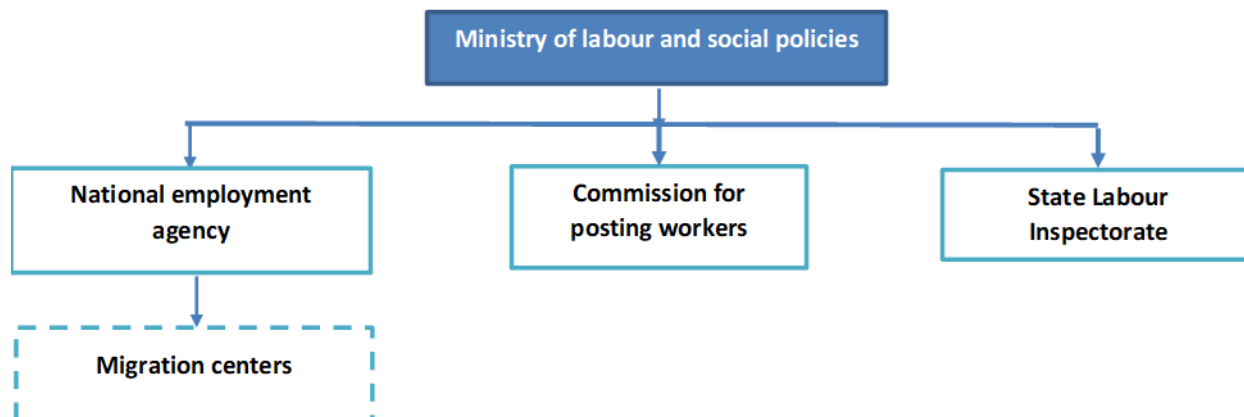 Ministry of labour and social policies
National employment
agency
Commission for
posting workers
State Labour
Inspectorate
Migration centers